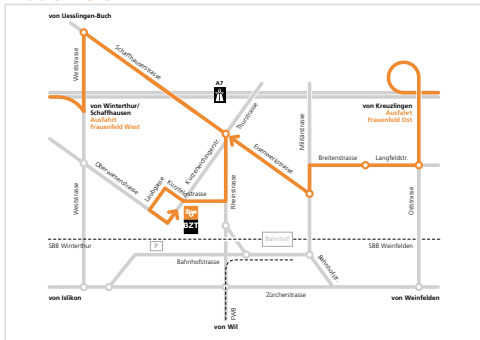 von Uesslingen-Buch
Schaffhauserstrasse
Weststrasse
A7
Thurstrasse
von Winterthur/
Schaffhausen
Ausfahrt
Frauenfeld West
von Kreuzlingen
Ausfahrt
Frauenfeld Ost
Militärstrasse
Kurzenerchingerstr.
Eisenwerkstrasse
Breitenstrasse
Langfeldstr.
Oberwiesenstrasse
Laubgasse
Kurzfeldstrasse
Rheinstrasse
Weststrasse
Oststrasse
BZT
SBB Winterthur
P
Bahnhof
SBB Weinfelden
Bahnhofstrasse
Bahnhofstr.
Zürcherstrasse
von Islikon
von Weinfelden
FWB
von Wil